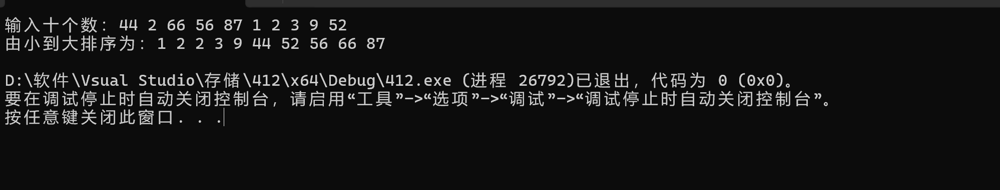 输入十个数: 44 2 66 56 87 1 2 3 9 52
由小到大排序为: 1 2 2 3 9 44 52 56 66 87
D:\软件\Vsual Studio\存储\412\x64\Debug\412.exe (进程 26792)已退出，代码为 0 (0x0)。
要在调试停止时自动关闭控制台，请启用“工具”->“选项”->“调试”->“调试停止时自动关闭控制台”。
按任意键关闭此窗口. . .